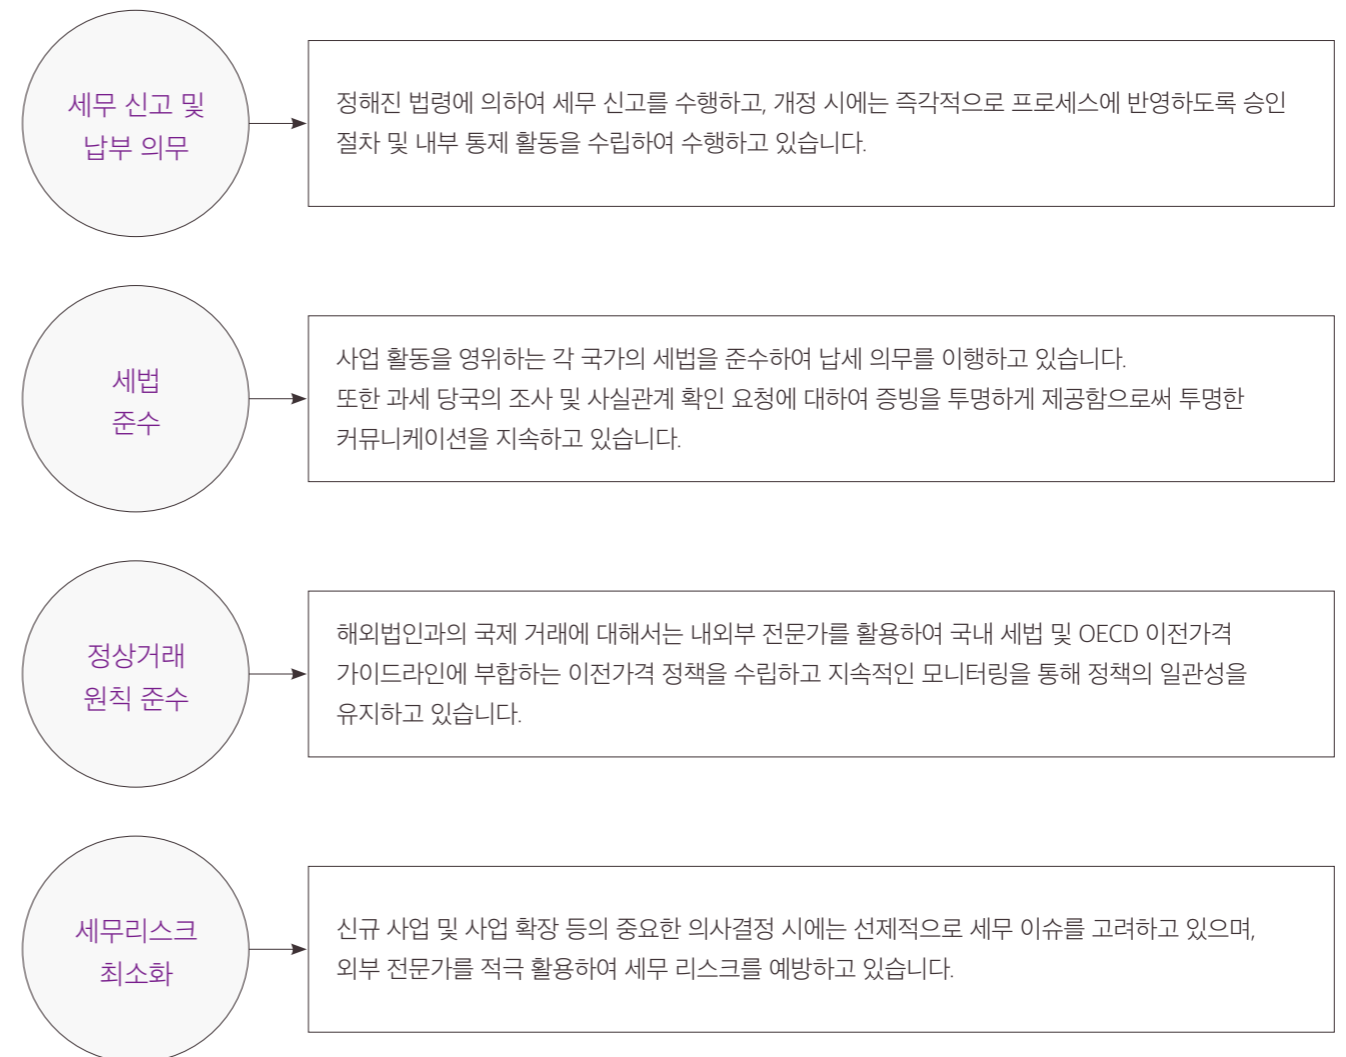 세무 신고 및
납부 의무
정해진 법령에 의하여 세무 신고를 수행하고, 개정 시에는 즉각적으로 프로세스에 반영하도록 승인
절차 및 내부 통제 활동을 수립하여 수행하고 있습니다.
세법
준수
사업 활동을 영위하는 각 국가의 세법을 준수하여 납세 의무를 이행하고 있습니다.
또한 과세 당국의 조사 및 사실관계 확인 요청에 대하여 증빙을 투명하게 제공함으로써 투명한
커뮤니케이션을 지속하고 있습니다.
정상거래
원칙 준수
해외법인과의 국제 거래에 대해서는 내외부 전문가를 활용하여 국내 세법 및 OECD 이전가격
가이드라인에 부합하는 이전가격 정책을 수립하고 지속적인 모니터링을 통해 정책의 일관성을
유지하고 있습니다.
세무리스크
최소화
신규 사업 및 사업 확장 등의 중요한 의사결정 시에는 선제적으로 세무 이슈를 고려하고 있으며,
외부 전문가를 적극 활용하여 세무 리스크를 예방하고 있습니다.